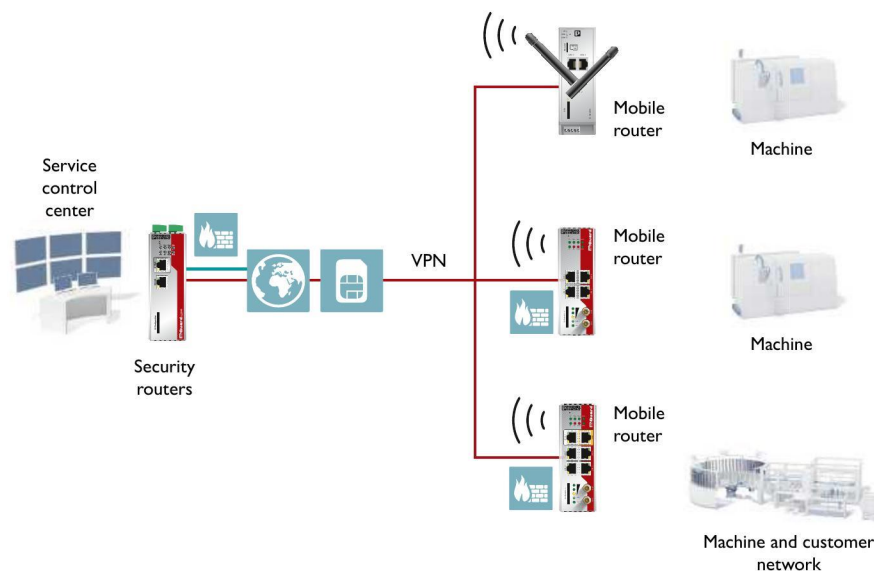 Mobile
router
Machine
Service
control
center
Mobile
router
VPN
Security
routers
Machine
Mobile
router
Machine and customer
network